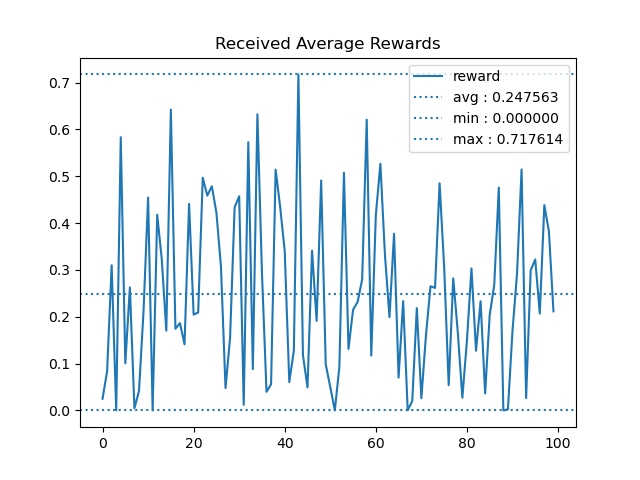 Received Average Rewards
reward
avg : 0.247563
min : 0.000000
max : 0.717614
0.7
0.6
0.5
0.4
0.3
0.2
0.1
0.0
0 20 40 60 80 100